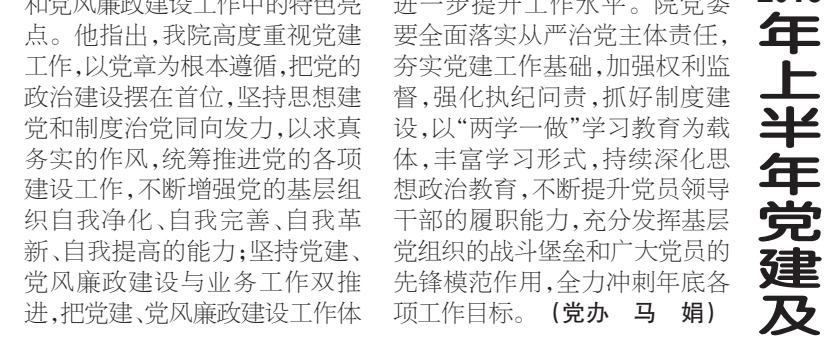 和党风廉政建设工作中的特色亮
点。他指出,我院高度重视党建
工作,以党章为根本遵循,把党的
政治建设摆在首位,坚持思想建
党和制度治党同向发力,以求真
务实的作风,统筹推进党的各项
建设工作,不断增强党的基层组
织自我净化、自我完善、自我革
新、自我提高的能力;坚持党建、
党风廉政建设与业务工作双推
进,把党建、党风廉政建设工作体
进一步提升工作水平。院党委
要全面落实从严治党主体责任,
夯实党建工作基础,加强权利监
督,强化执纪问责,抓好制度建
设,以“两学一做”学习教育为载
体,丰富学习形式,持续深化思
想政治教育,不断提升党员领导
干部的履职能力,充分发挥基层
党组织的战斗堡垒和广大党员的
先锋模范作用,全力冲刺年底各
项工作目标。（党办 马 娟）
年上半年党建及